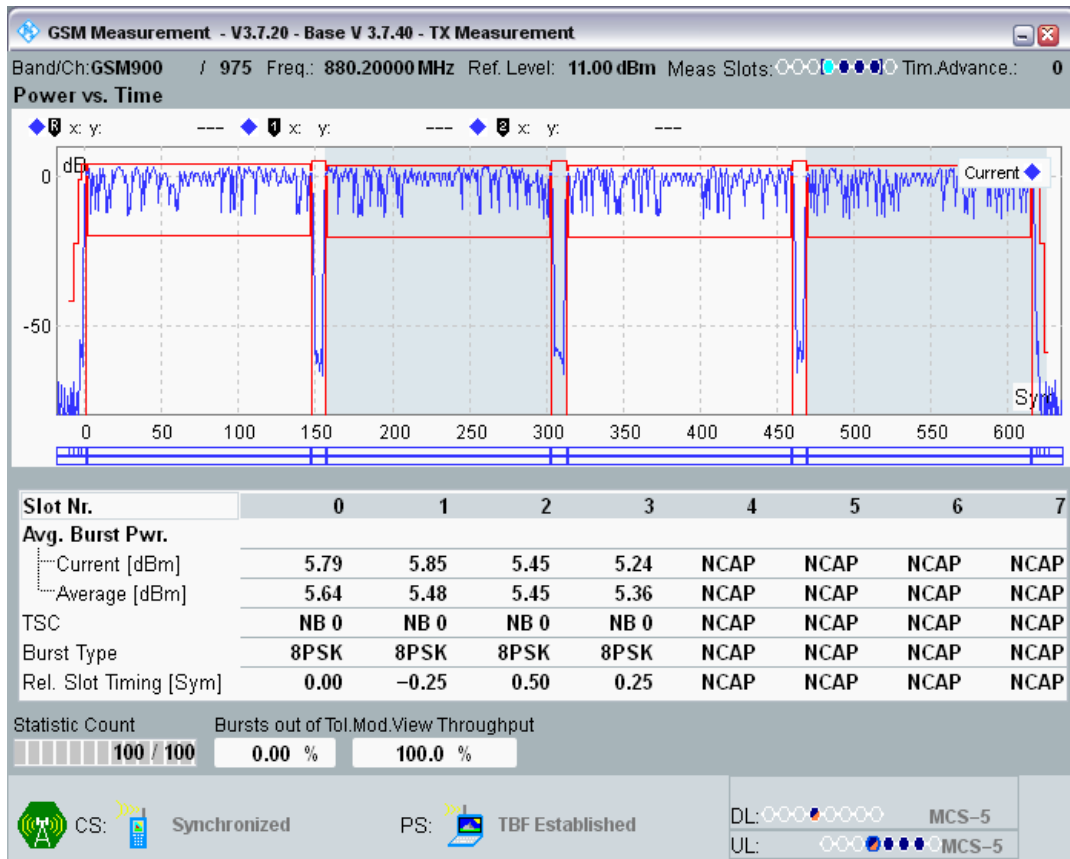 GSM Measurement - V3.7.20 - Base V 3.7.40 - TX Measurement
Band/Ch:GSM900 / 975 Freq.: 880.20000 MHz Ref. Level: 11.00 dBm Meas Slots: Tim.Advance.: 0
Power vs. Time
R x: y: --- 1 x: y: --- 2 x: y: ---
dB
Current
0
-50
Sym
0 50 100 150 200 250 300 350 400 450 500 550 600
Slot Nr. 0 1 2 3 4 5 6 7
Avg. Burst Pwr.
Current [dBm] 5.79 5.85 5.45 5.24 NCAP NCAP NCAP NCAP
Average [dBm] 5.64 5.48 5.45 5.36 NCAP NCAP NCAP NCAP
TSC NB 0 NB 0 NB 0 NB 0 NCAP NCAP NCAP NCAP
Burst Type 8PSK 8PSK 8PSK 8PSK NCAP NCAP NCAP NCAP
Rel. Slot Timing [Sym] 0.00 −0.25 0.50 0.25 NCAP NCAP NCAP NCAP
Statistic Count Bursts out of Tol.Mod.View Throughput
100 / 100 0.00 % 100.0 %
CS: Synchronized PS: TBF Established
DL: MCS−5
UL: MCS−5